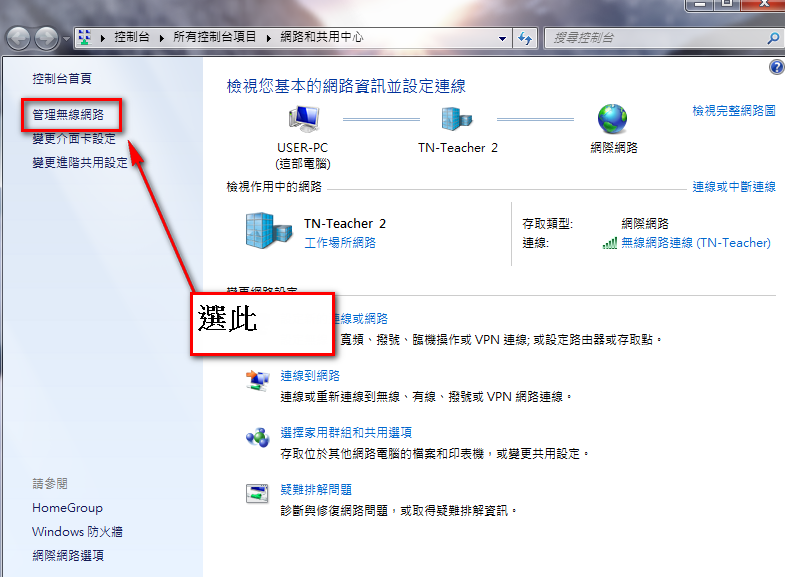 控制台 ▸ 所有控制台項目 ▸ 網路和共用中心
搜尋控制台
控制台首頁
管理無線網路
變更介面卡設定
變更進階共用設定
檢視您基本的網路資訊並設定連線
檢視完整網路圖
USER-PC
(這部電腦)
TN-Teacher 2
網際網路
檢視作用中的網路
連線或中斷連線
TN-Teacher 2
工作場所網路
存取類型: 網際網路
連線: 無線網路連線 (TN-Teacher)
變更網路設定
選此
連線或網路
寬頻、撥號、臨機操作或 VPN 連線; 或設定路由器或存取點。
連線到網路
連線或重新連線到無線、有線、撥號或 VPN 網路連線。
選擇家用群組和共用選項
存取位於其他網路電腦的檔案和印表機，或變更共用設定。
疑難排解問題
診斷與修復網路問題，或取得疑難排解資訊。
請參閱
HomeGroup
Windows 防火牆
網際網路選項